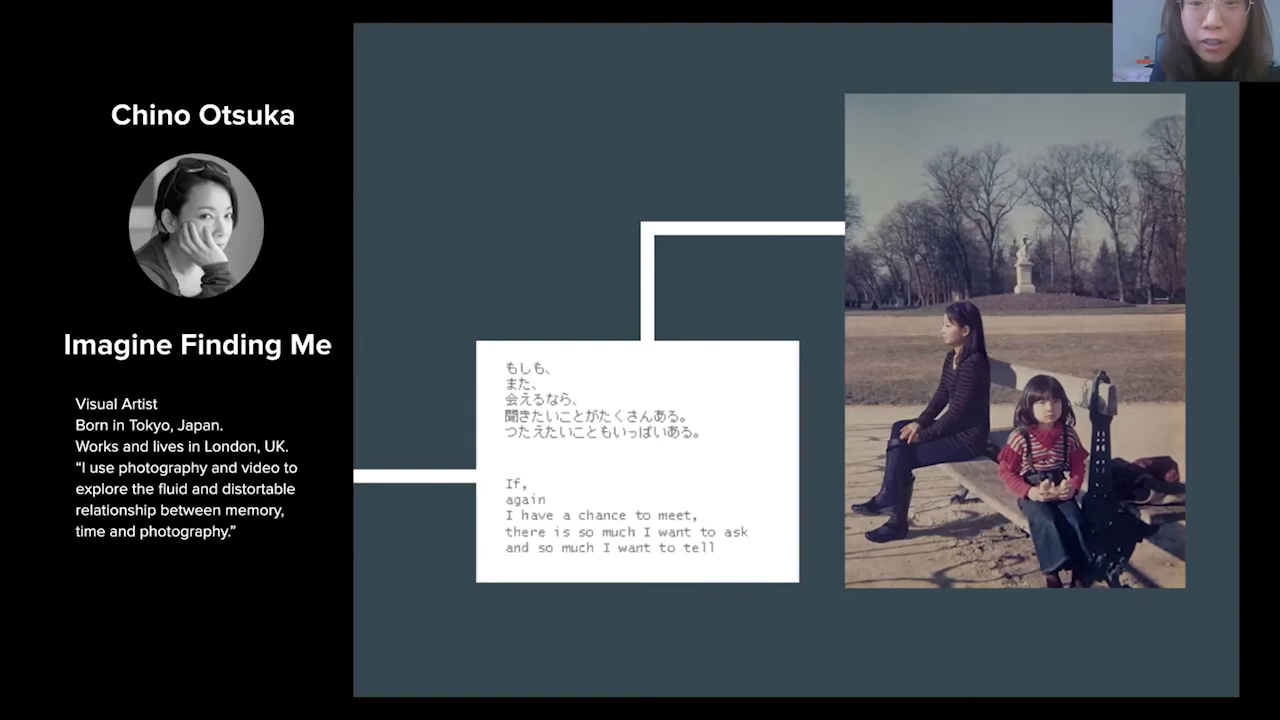 Chino Otsuka
Imagine Finding Me
Visual Artist
Born in Tokyo, Japan.
Works and lives in London, UK.
“I use photography and video to
explore the fluid and distortable
relationship between memory,
time and photography.”
もしも、
また、
会えるなら、
聞きたいことがたくさんある。
つたえたいこともいっぱいある。
If,
again
I have a chance to meet,
there is so much I want to ask
and so much I want to tell